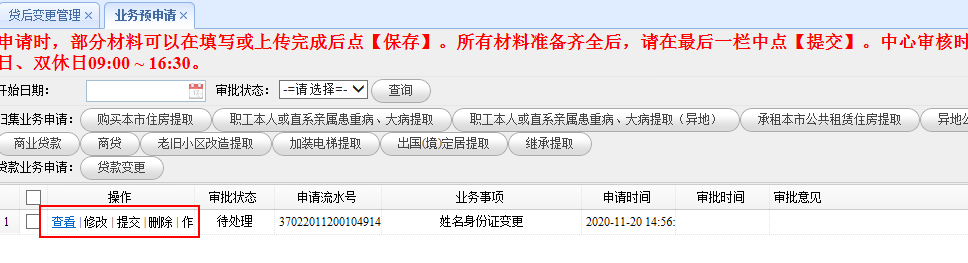 贷后变更管理 × 业务预申请 ×
申请时，部分材料可以在填写或上传完成后点【保存】。所有材料准备齐全后，请在最后一栏中点【提交】。中心审核时
日、双休日09:00 ~ 16:30。
开始日期： 审批状态： -=请选择=- 查询
归集业务申请： 购买本市住房提取 职工本人或直系亲属患重病、大病提取 职工本人或直系亲属患重病、大病提取（异地） 承租本市公共租赁住房提取 异地公
商业贷款 商贷 老旧小区改造提取 加装电梯提取 出国(境)定居提取 继承提取
贷款业务申请： 贷款变更
操作 审批状态 申请流水号 业务事项 申请时间 审批时间 审批意见
1 查看 | 修改 | 提交 | 删除 | 作 待处理 37022011200104914 姓名身份证变更 2020-11-20 14:56: